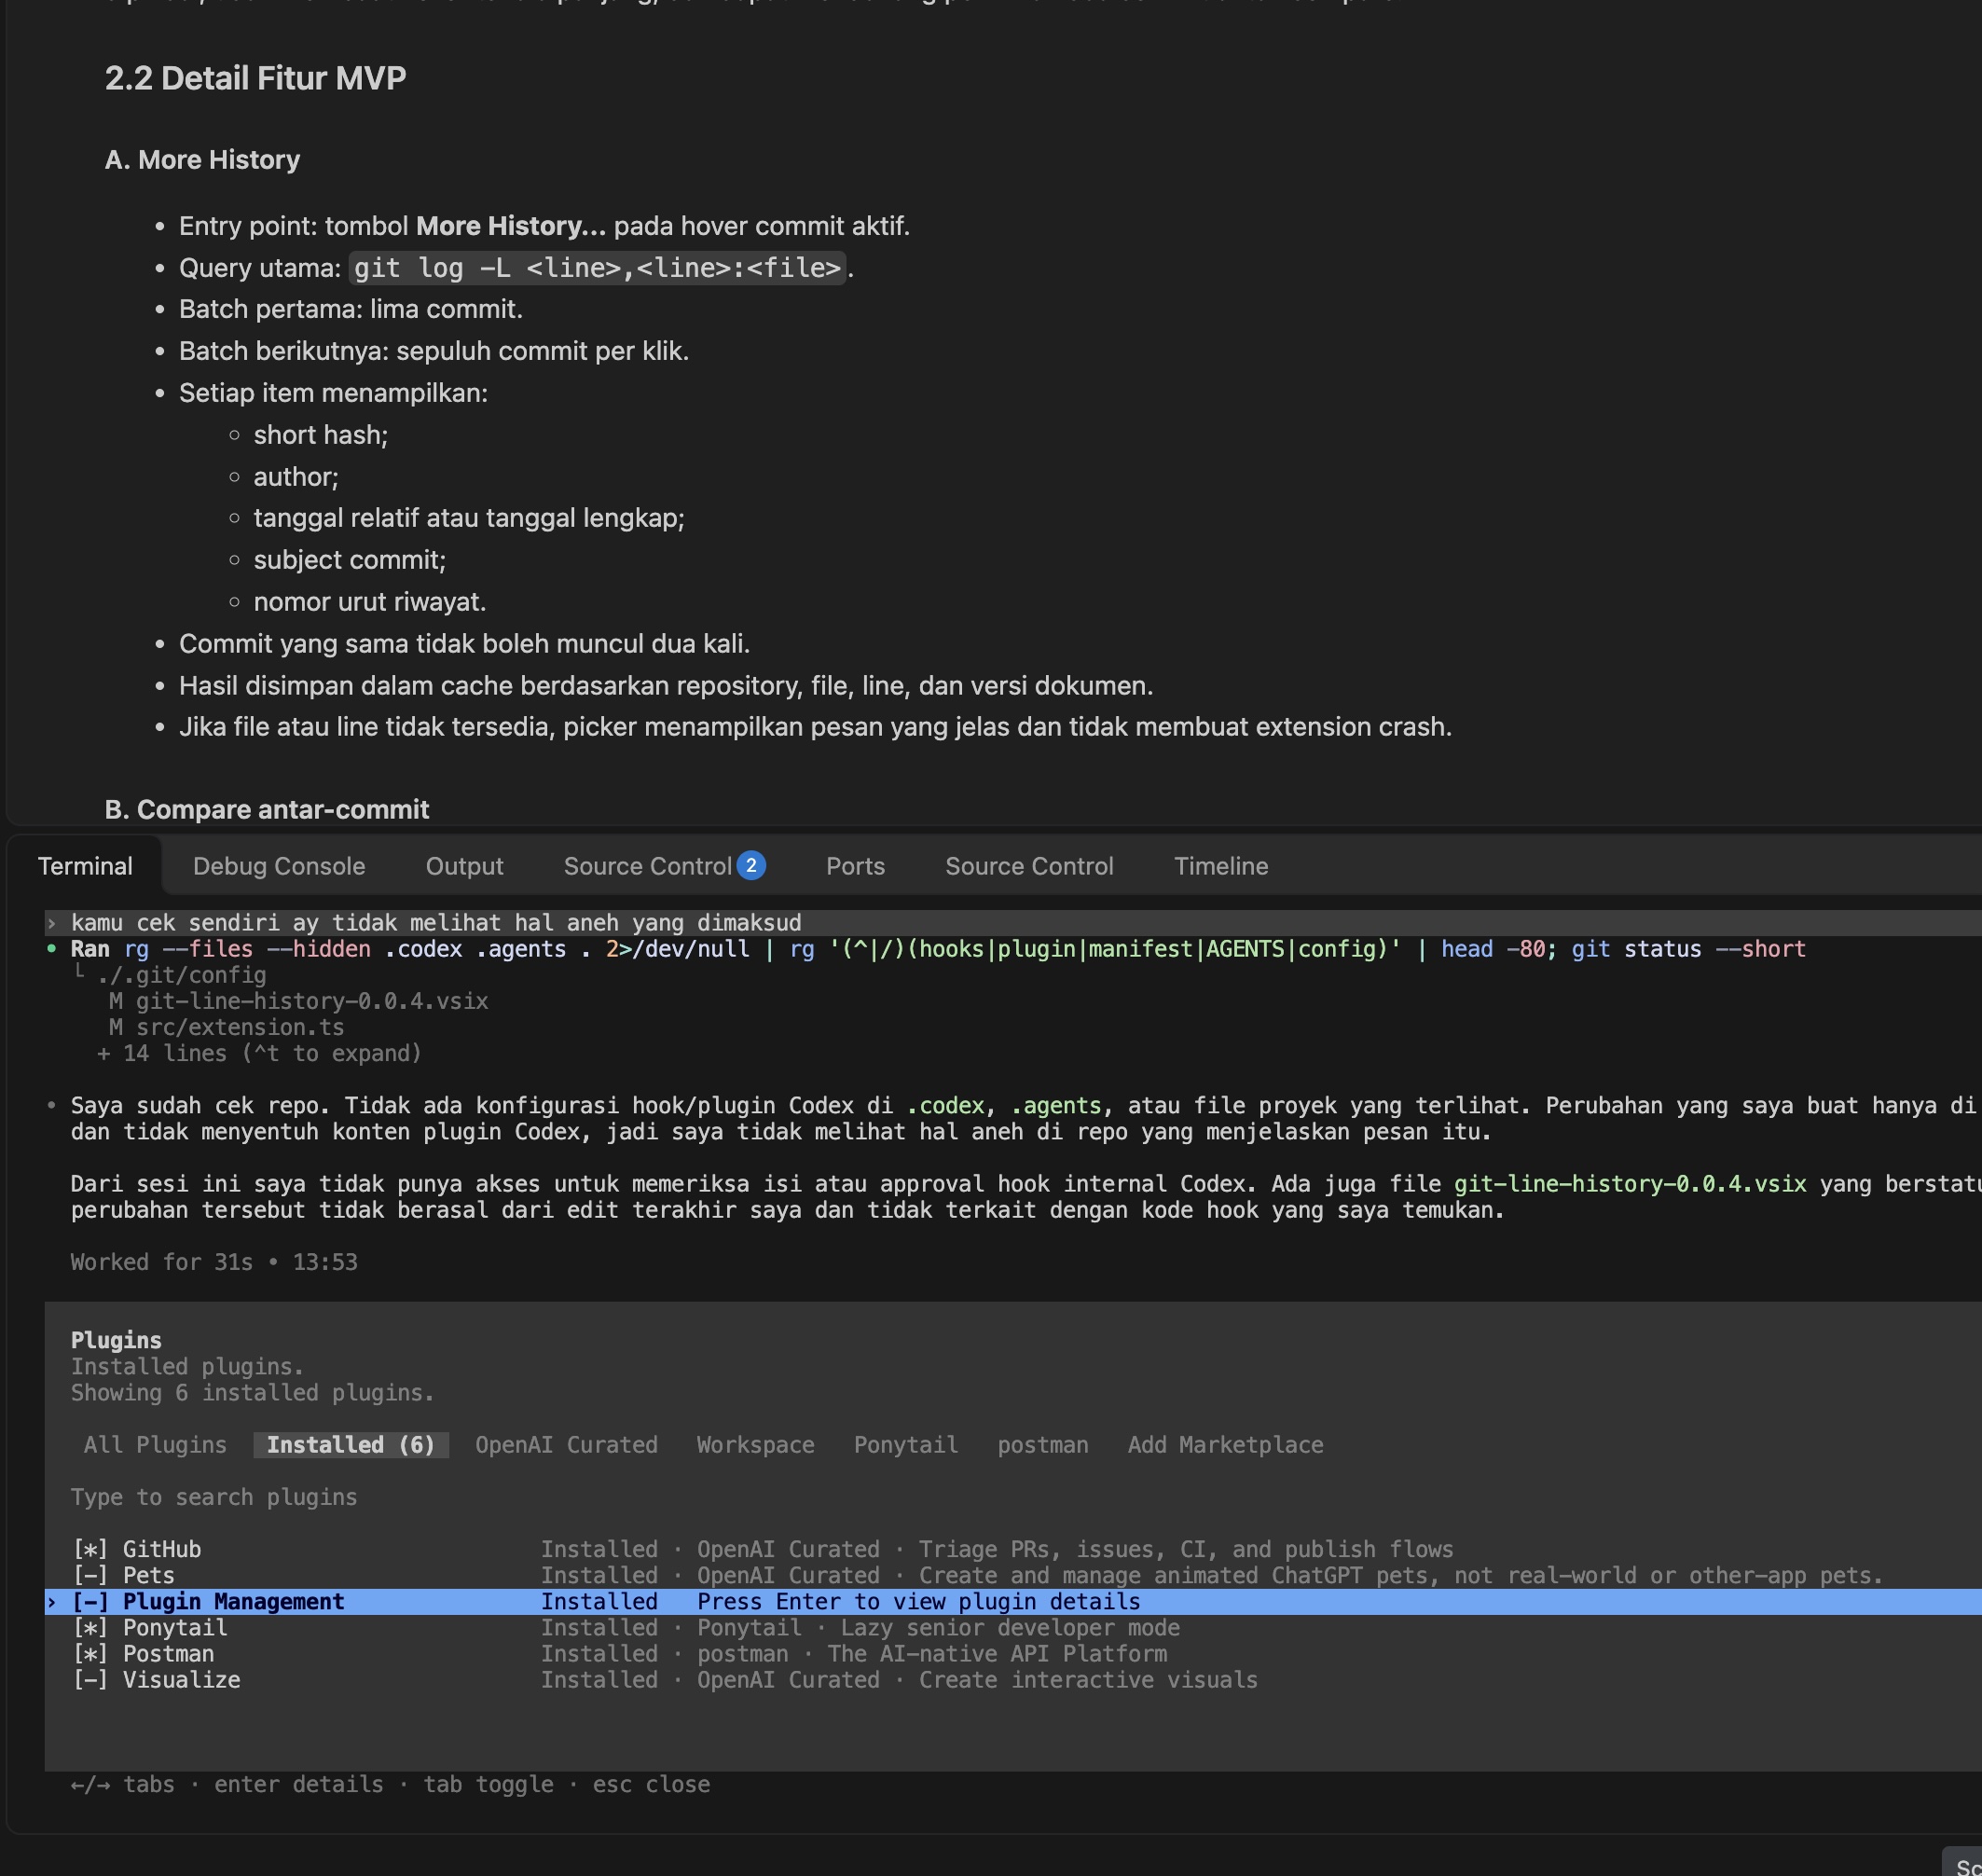 2.2 Detail Fitur MVP
A. More History
• Entry point: tombol More History... pada hover commit aktif.
• Query utama: git log -L <line>,<line>:<file>.
• Batch pertama: lima commit.
• Batch berikutnya: sepuluh commit per klik.
• Setiap item menampilkan:
◦ short hash;
◦ author;
◦ tanggal relatif atau tanggal lengkap;
◦ subject commit;
◦ nomor urut riwayat.
• Commit yang sama tidak boleh muncul dua kali.
• Hasil disimpan dalam cache berdasarkan repository, file, line, dan versi dokumen.
• Jika file atau line tidak tersedia, picker menampilkan pesan yang jelas dan tidak membuat extension crash.
B. Compare antar-commit
Terminal Debug Console Output Source Control 2 Ports Source Control Timeline
› kamu cek sendiri ay tidak melihat hal aneh yang dimaksud
• Ran rg --files --hidden .codex .agents . 2>/dev/null | rg '(^|/)(hooks|plugin|manifest|AGENTS|config)' | head -80; git status --short
└ ./.git/config
M git-line-history-0.0.4.vsix
M src/extension.ts
+ 14 lines (^t to expand)
• Saya sudah cek repo. Tidak ada konfigurasi hook/plugin Codex di .codex, .agents, atau file proyek yang terlihat. Perubahan yang saya buat hanya di
dan tidak menyentuh konten plugin Codex, jadi saya tidak melihat hal aneh di repo yang menjelaskan pesan itu.
Dari sesi ini saya tidak punya akses untuk memeriksa isi atau approval hook internal Codex. Ada juga file git-line-history-0.0.4.vsix yang berstatu
perubahan tersebut tidak berasal dari edit terakhir saya dan tidak terkait dengan kode hook yang saya temukan.
Worked for 31s • 13:53
Plugins
Installed plugins.
Showing 6 installed plugins.
All Plugins Installed (6) OpenAI Curated Workspace Ponytail postman Add Marketplace
Type to search plugins
[*] GitHub Installed · OpenAI Curated · Triage PRs, issues, CI, and publish flows
[-] Pets Installed · OpenAI Curated · Create and manage animated ChatGPT pets, not real-world or other-app pets.
› [-] Plugin Management Installed Press Enter to view plugin details
[*] Ponytail Installed · Ponytail · Lazy senior developer mode
[*] Postman Installed · postman · The AI-native API Platform
[-] Visualize Installed · OpenAI Curated · Create interactive visuals
←/→ tabs · enter details · tab toggle · esc close